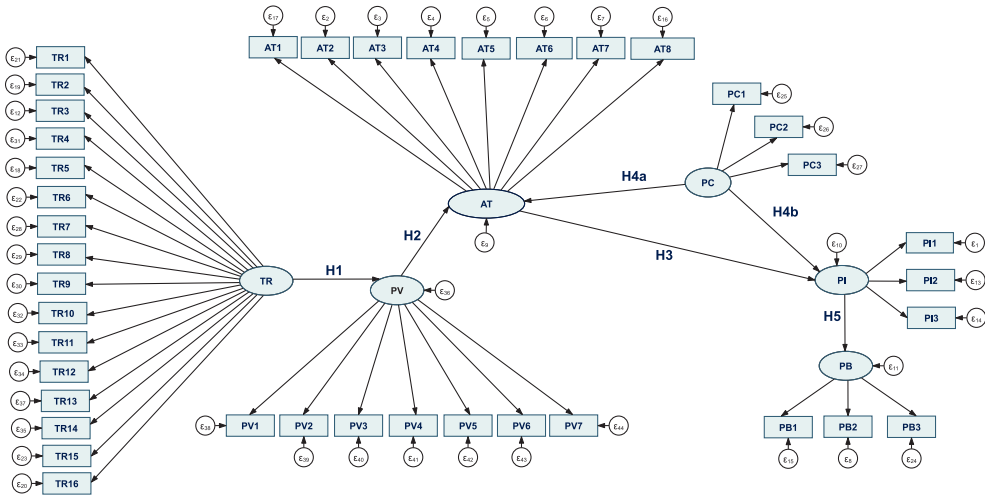 ε17 ε2 ε3 ε4 ε5 ε6 ε7 ε16
AT1 AT2 AT3 AT4 AT5 AT6 AT7 AT8
ε21 TR1
ε19 TR2
ε12 TR3
ε31 TR4
ε18 TR5
ε22 TR6
ε28 TR7
ε29 TR8
ε30 TR9
ε32 TR10
ε33 TR11
ε34 TR12
ε37 TR13
ε35 TR14
ε23 TR15
ε20 TR16
PC1 ε25
PC2 ε26
PC3 ε27
H4a
PC
AT
ε9
H4b
H2
H3
ε10
H1
TR
PV
ε36
PI
PI1 ε1
PI2 ε13
PI3 ε14
H5
PB
ε11
ε38 PV1 PV2 PV3 PV4 PV5 PV6 PV7 ε44
ε39 ε40 ε41 ε42 ε43
PB1 PB2 PB3
ε15 ε8 ε24